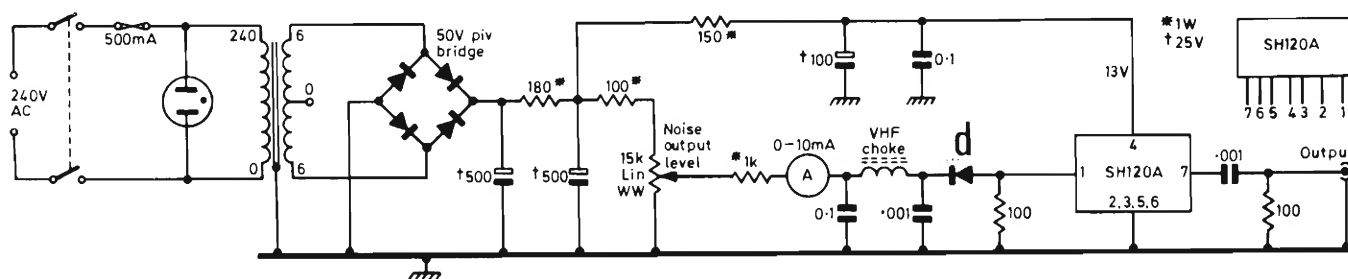 240V
AC
500mA
240
0
6
0
6
50V piv
bridge
180*
†500
150*
100*
†500
Noise
output
level
15k
Lin
WW
*1k
0-10mA
A
†100
0·1
0·1
VHF
choke
·001
d
100
13V
*1W
†25V
SH120A
7 6 5 4 3 2 1
4
1
SH120A
7
2,3,5,6
·001
100
Output